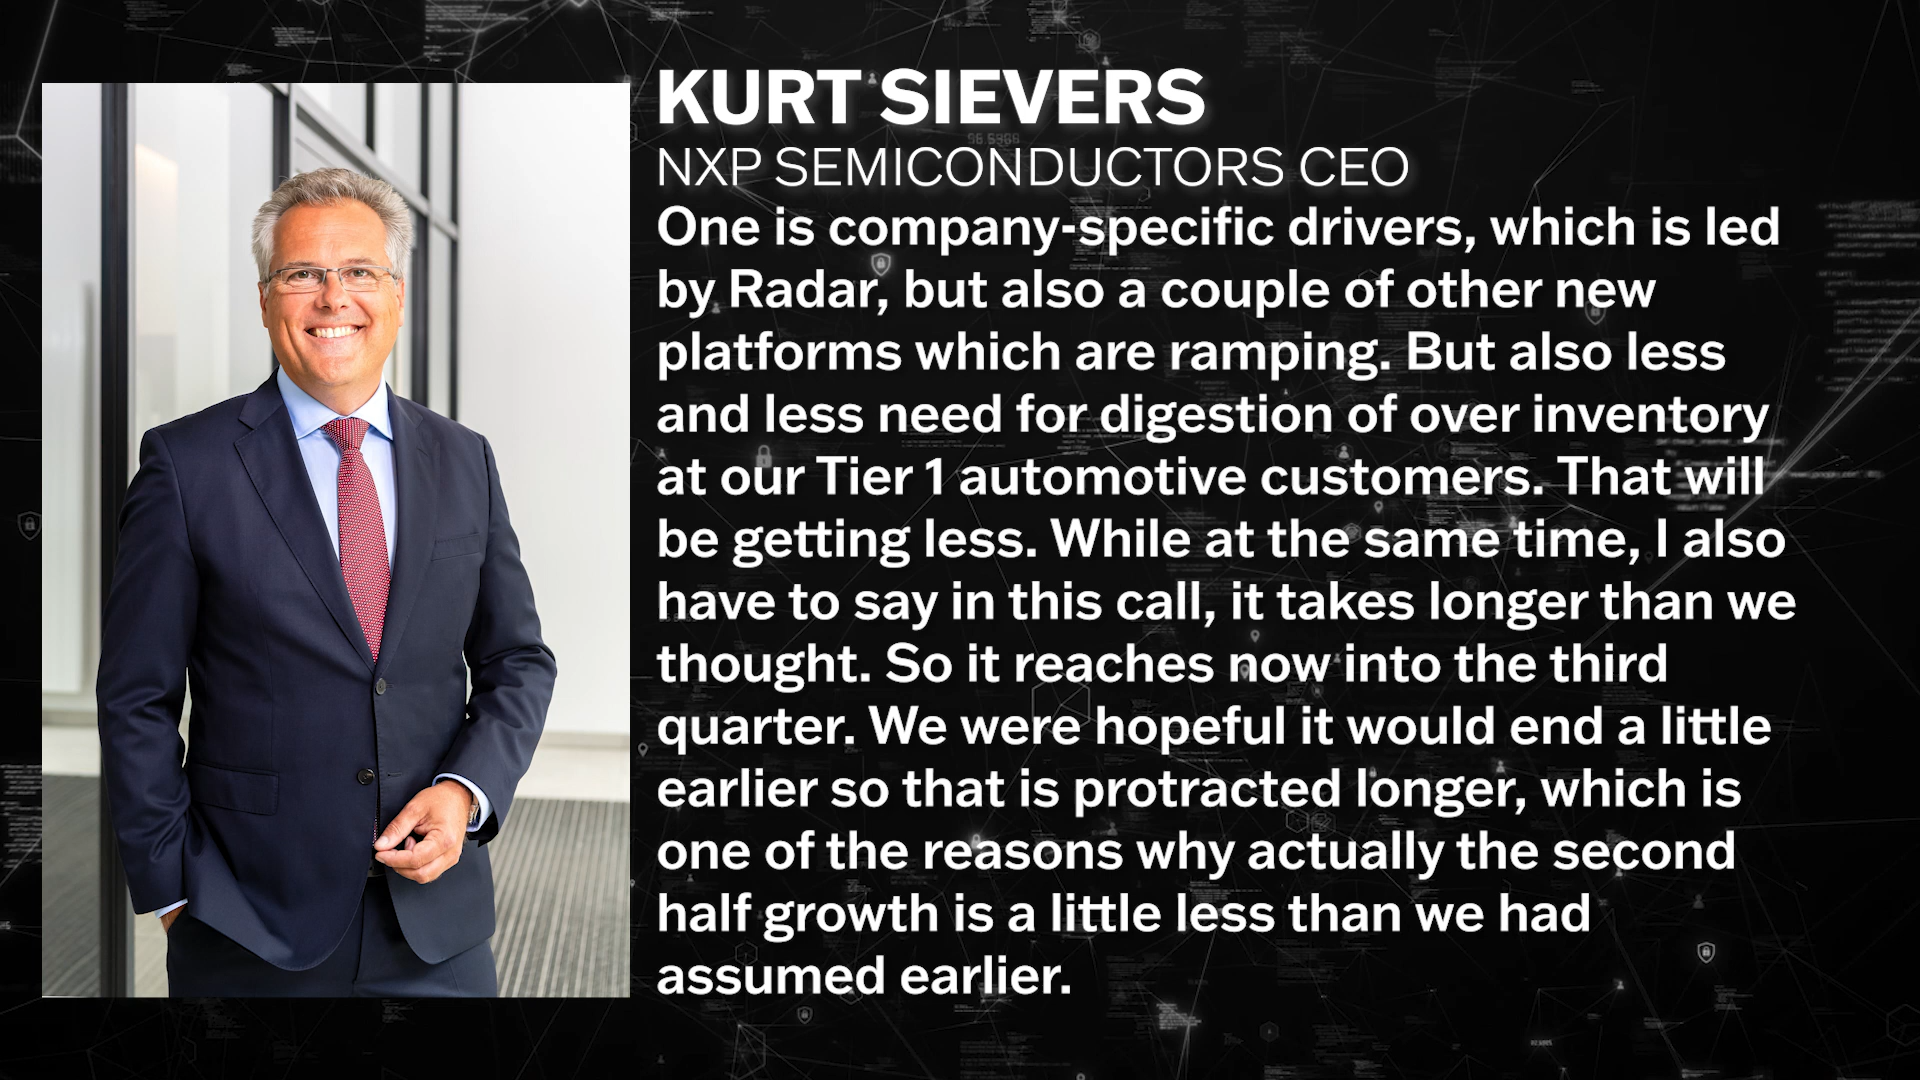 KURT SIEVERS
NXP SEMICONDUCTORS CEO
One is company-specific drivers, which is led
by Radar, but also a couple of other new
platforms which are ramping. But also less
and less need for digestion of over inventory
at our Tier 1 automotive customers. That will
be getting less. While at the same time, I also
have to say in this call, it takes longer than we
thought. So it reaches now into the third
quarter. We were hopeful it would end a little
earlier so that is protracted longer, which is
one of the reasons why actually the second
half growth is a little less than we had
assumed earlier.